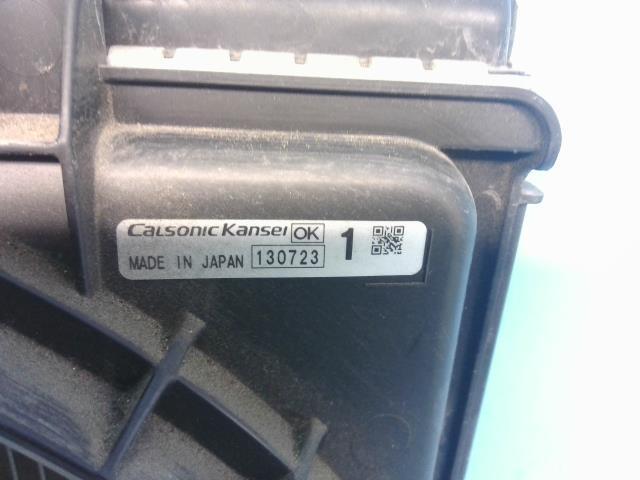 CalsonicKansei OK
MADE IN JAPAN 130723 1